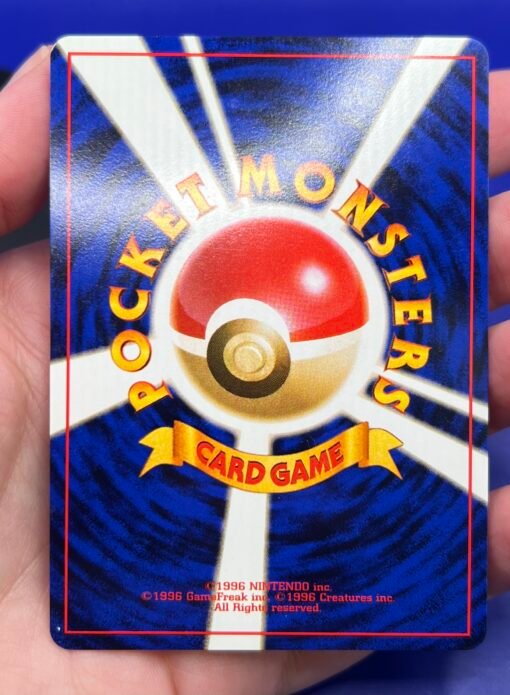 POCKET MONSTERS
CARD GAME
©1996 NINTENDO inc.
©1996 GameFreak inc. ©1996 Creatures inc.
All Rights reserved.